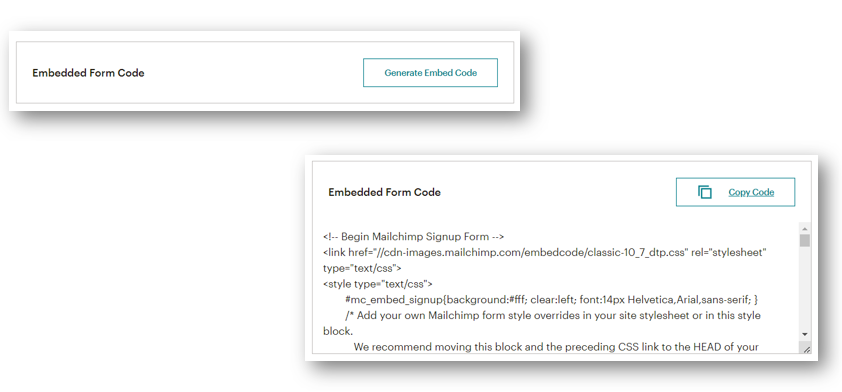 Embedded Form Code
Generate Embed Code
Embedded Form Code
Copy Code
<!-- Begin Mailchimp Signup Form -->
<link href="//cdn-images.mailchimp.com/embedcode/classic-10_7_dtp.css" rel="stylesheet"
type="text/css">
<style type="text/css">
#mc_embed_signup{background:#fff; clear:left; font:14px Helvetica,Arial,sans-serif; }
/* Add your own Mailchimp form style overrides in your site stylesheet or in this style
block.
We recommend moving this block and the preceding CSS link to the HEAD of your